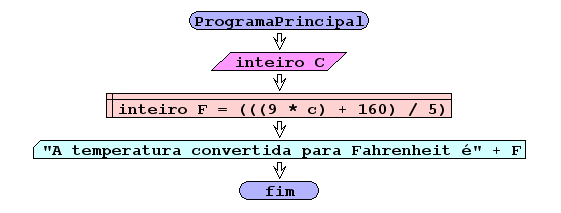 ProgramaPrincipal
inteiro C
inteiro F = (((9 * c) + 160) / 5)
"A temperatura convertida para Fahrenheit é" + F
fim